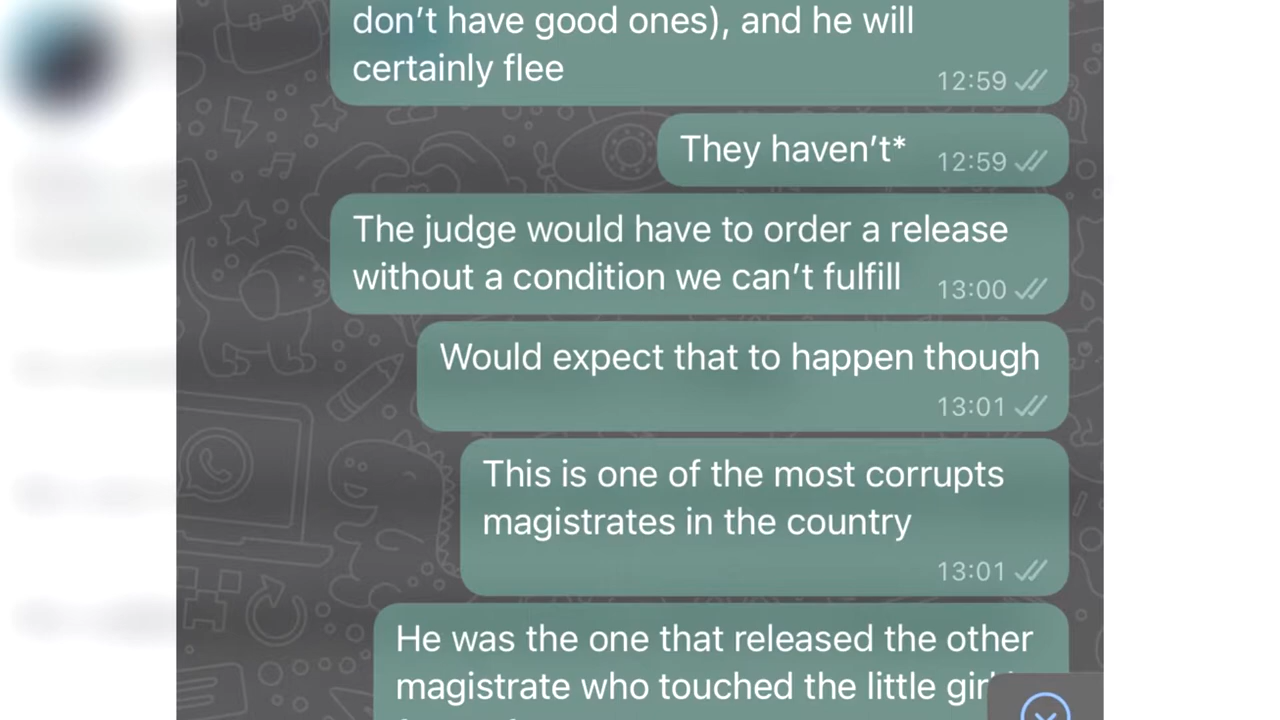 don't have good ones), and he will
certainly flee
12:59
They haven't*
12:59
The judge would have to order a release
without a condition we can't fulfill
13:00
Would expect that to happen though
13:01
This is one of the most corrupts
magistrates in the country
13:01
He was the one that released the other
magistrate who touched the little